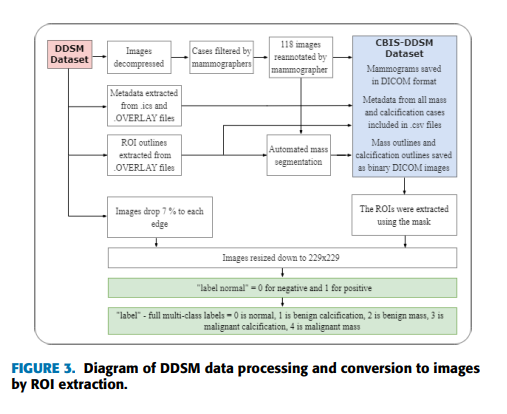 DDSM
Dataset
Images
decompressed
Cases filtered by
mammographers
118 images
reannotated by
mammographer
CBIS-DDSM
Dataset
Mammograms saved
in DICOM format
Metadata from all mass
and calcification cases
included in .csv files
Mass outlines and
calcification outlines saved
as binary DICOM images
Metadata extracted
from .ics and
.OVERLAY files
ROI outlines
extracted from
.OVERLAY files
Automated mass
segmentation
Images drop 7 % to each
edge
The ROIs were extracted
using the mask
Images resized down to 229x229
"label normal" = 0 for negative and 1 for positive
"label" - full multi-class labels = 0 is normal, 1 is benign calcification, 2 is benign mass, 3 is
malignant calcification, 4 is malignant mass
FIGURE 3. Diagram of DDSM data processing and conversion to images
by ROI extraction.